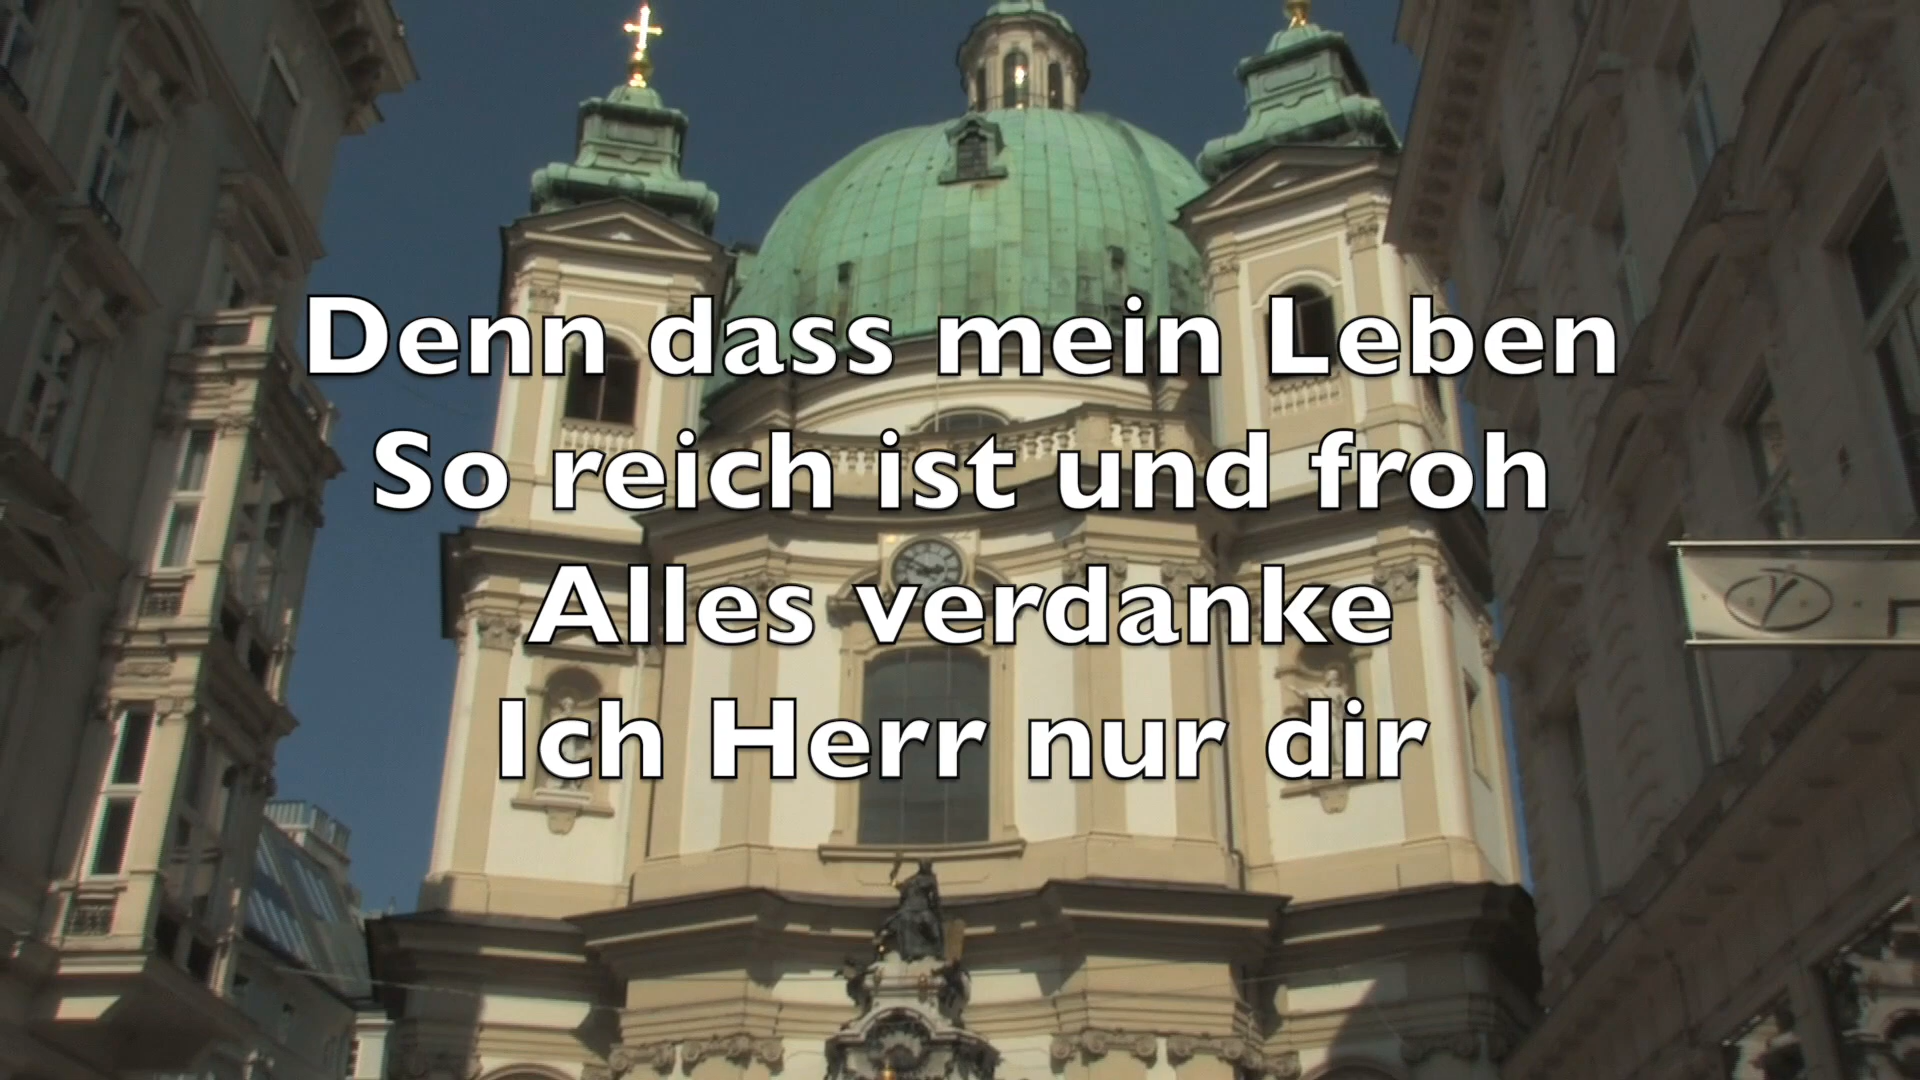 Denn dass mein Leben
So reich ist und froh
Alles verdanke
Ich Herr nur dir